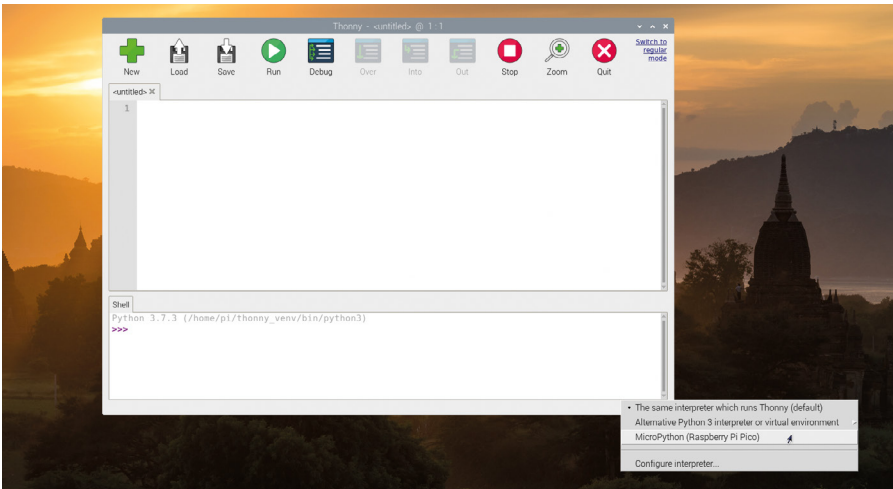 Thonny - <untitled> @ 1:1
New Load Save Run Debug Over Into Out Stop Zoom Quit
Switch to
regular
mode
<untitled>
1
Shell
Python 3.7.3 (/home/pi/thonny_venv/bin/python3)
>>>
• The same interpreter which runs Thonny (default)
Alternative Python 3 interpreter or virtual environment
MicroPython (Raspberry Pi Pico)
Configure interpreter...